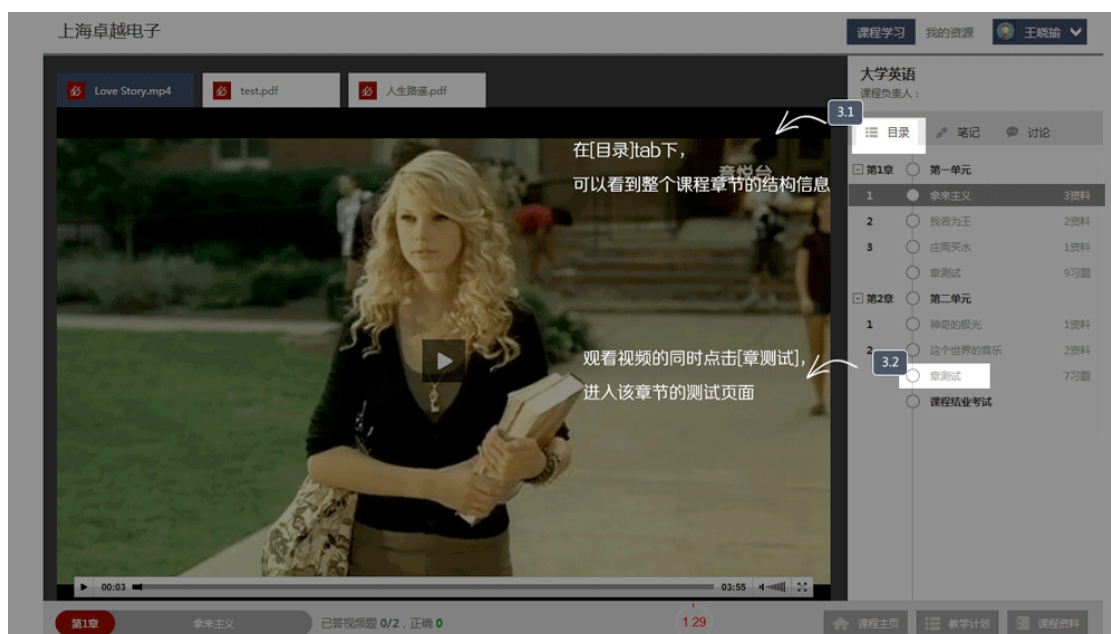 上海卓越电子
课程学习 我的资源 王晓瑜
Love Story.mp4 test.pdf 人生路遥.pdf
大学英语
课程负责人：
3.1
目录 笔记 讨论
在[目录]tab下，
可以看到整个课程章节的结构信息
音悦台
第1章 第一单元
1 拿来主义 3资料
2 我若为王 2资料
3 庄周买水 1资料
章测试 9习题
第2章 第二单元
1 神奇的极光 1资料
2 这个世界的音乐 2资料
3.2
章测试 7习题
课程结业考试
观看视频的同时点击[章测试]，
进入该章节的测试页面
00:03 03:55
第1章 拿来主义 已答视频题 0/2，正确 0 1.29 课程主页 教学计划 课程资料